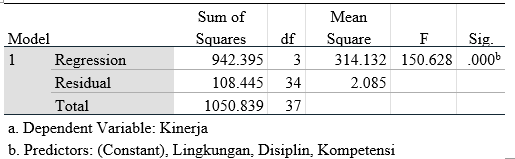 Sum of Mean
Model Squares df Square F Sig.
1 Regression 942.395 3 314.132 150.628 .000b
Residual 108.445 34 2.085
Total 1050.839 37
a. Dependent Variable: Kinerja
b. Predictors: (Constant), Lingkungan, Disiplin, Kompetensi